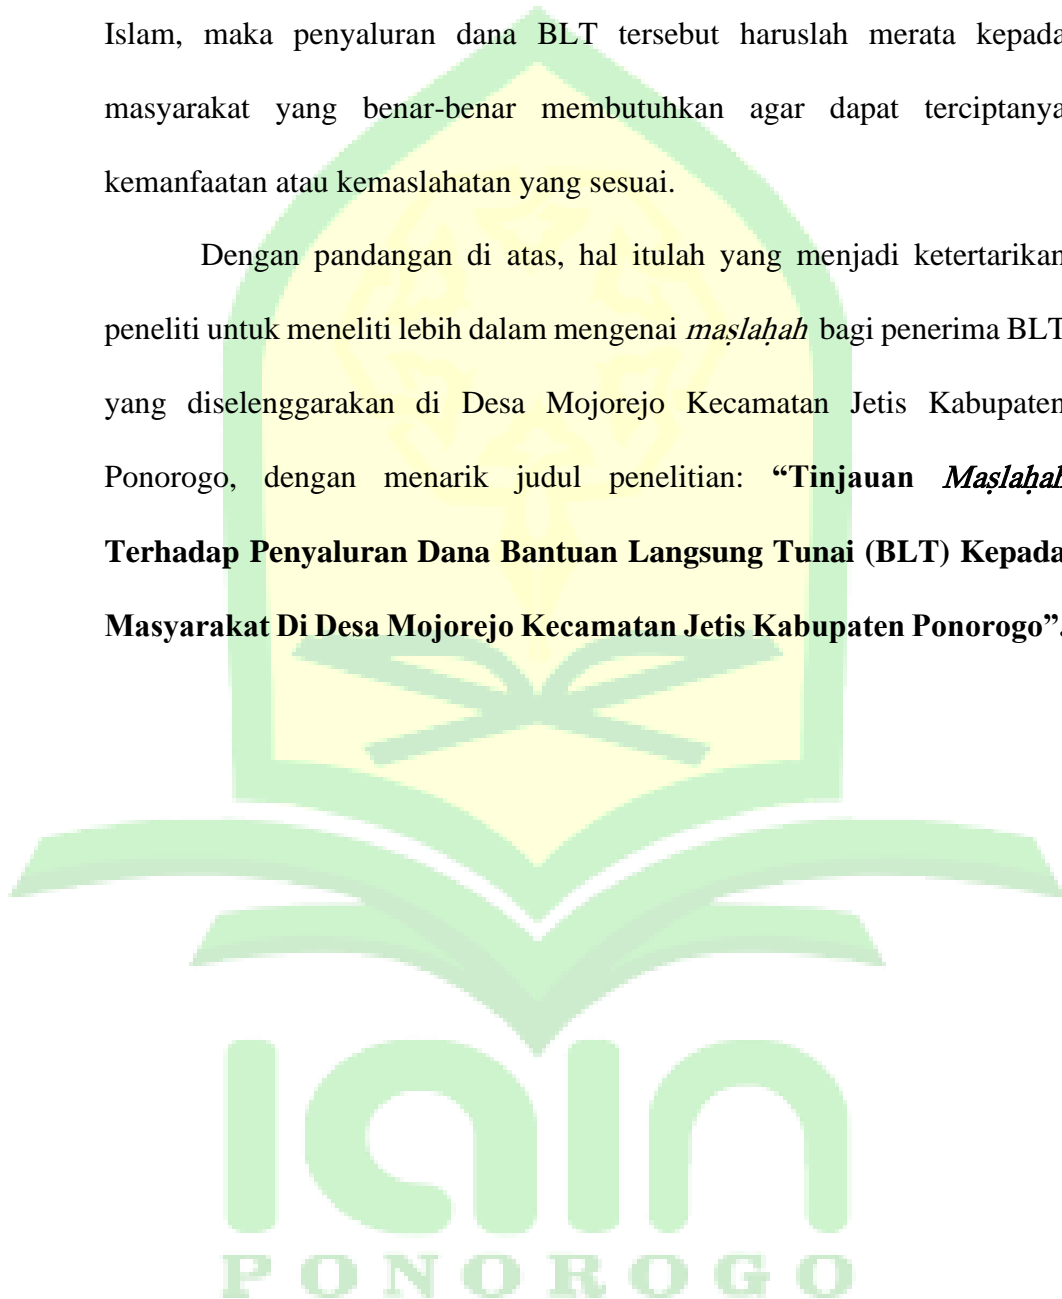 Islam, maka penyaluran dana BLT tersebut haruslah merata kepada
masyarakat yang benar-benar membutuhkan agar dapat terciptanya
kemanfaatan atau kemaslahatan yang sesuai.
Dengan pandangan di atas, hal itulah yang menjadi ketertarikan
peneliti untuk meneliti lebih dalam mengenai maṣlaḥah bagi penerima BLT
yang diselenggarakan di Desa Mojorejo Kecamatan Jetis Kabupaten
Ponorogo, dengan menarik judul penelitian: “Tinjauan Maṣlaḥah
Terhadap Penyaluran Dana Bantuan Langsung Tunai (BLT) Kepada
Masyarakat Di Desa Mojorejo Kecamatan Jetis Kabupaten Ponorogo”.
iain
PONOROGO